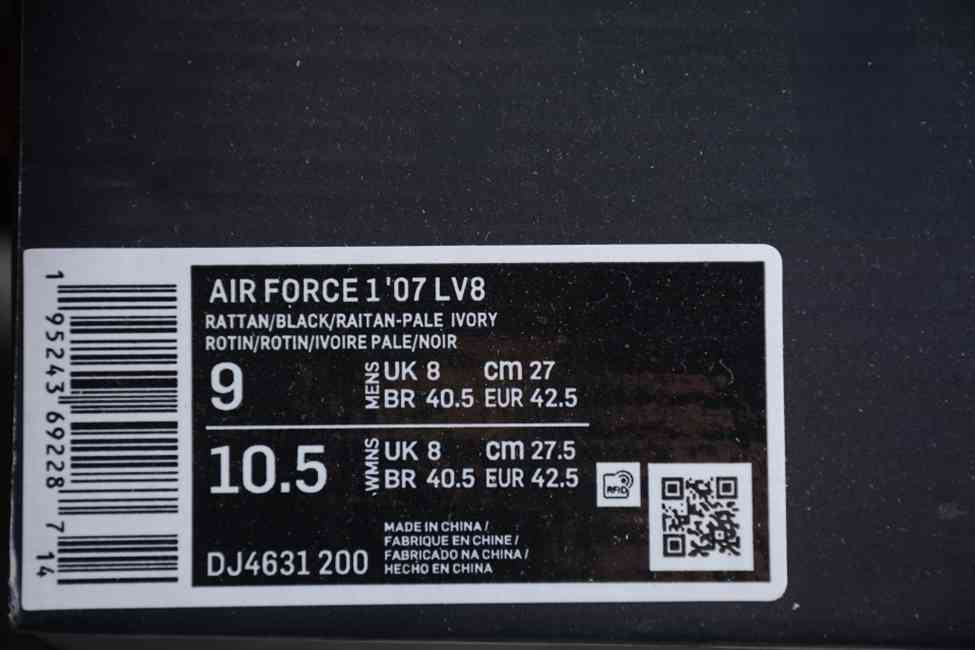 AIR FORCE 1 '07 LV8
RATTAN/BLACK/RAITAN-PALE IVORY
ROTIN/ROTIN/IVOIRE PALE/NOIR
9 MENS UK 8 cm 27
BR 40.5 EUR 42.5
10.5 WMNS UK 8 cm 27.5
BR 40.5 EUR 42.5
RFID
MADE IN CHINA /
FABRIQUE EN CHINE /
FABRICADO NA CHINA /
HECHO EN CHINA
DJ4631 200
1 95243 69228 7 14